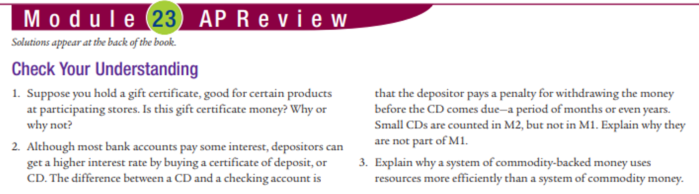 Module 23 AP Review
Solutions appear at the back of the book.
Check Your Understanding
1. Suppose you hold a gift certificate, good for certain products
at participating stores. Is this gift certificate money? Why or
why not?
2. Although most bank accounts pay some interest, depositors can
get a higher interest rate by buying a certificate of deposit, or
CD. The difference between a CD and a checking account is
that the depositor pays a penalty for withdrawing the money
before the CD comes due—a period of months or even years.
Small CDs are counted in M2, but not in M1. Explain why they
are not part of M1.
3. Explain why a system of commodity-backed money uses
resources more efficiently than a system of commodity money.